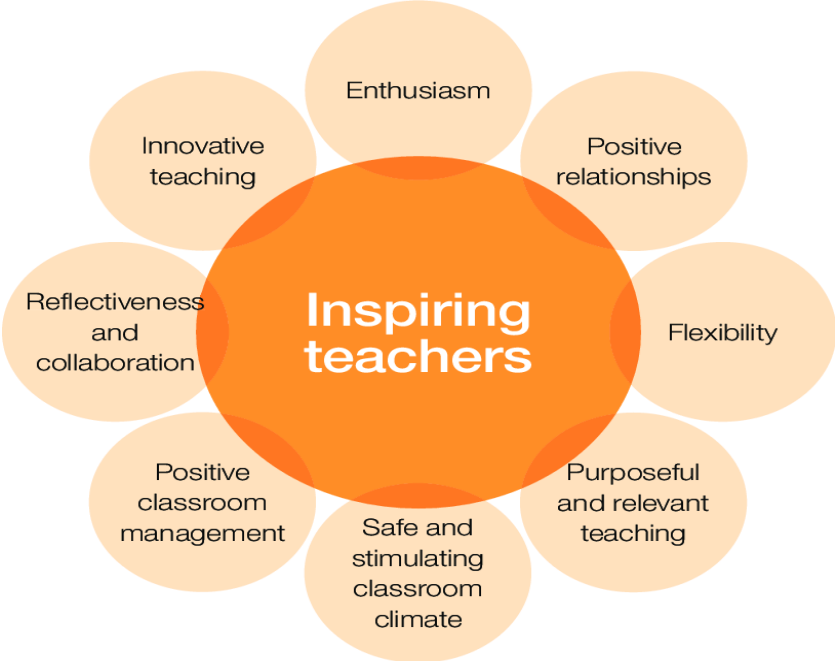 Enthusiasm
Positive
relationships
Flexibility
Purposeful
and relevant
teaching
Safe and
stimulating
classroom
climate
Positive
classroom
management
Reflectiveness
and
collaboration
Innovative
teaching
Inspiring
teachers